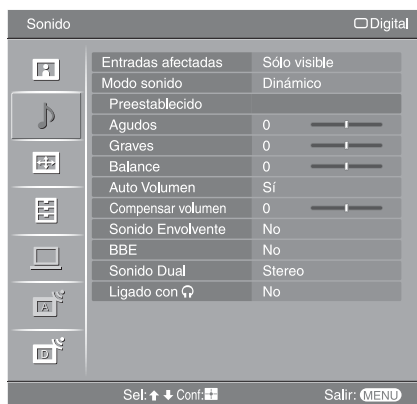 Sonido Digital
Entradas afectadas Sólo visible
Modo sonido Dinámico
Preestablecido
Agudos 0
Graves 0
Balance 0
Auto Volumen Sí
Compensar volumen 0
Sonido Envolvente No
BBE No
Sonido Dual Stereo
Ligado con No
A
D
Sel: Conf: Salir: MENU